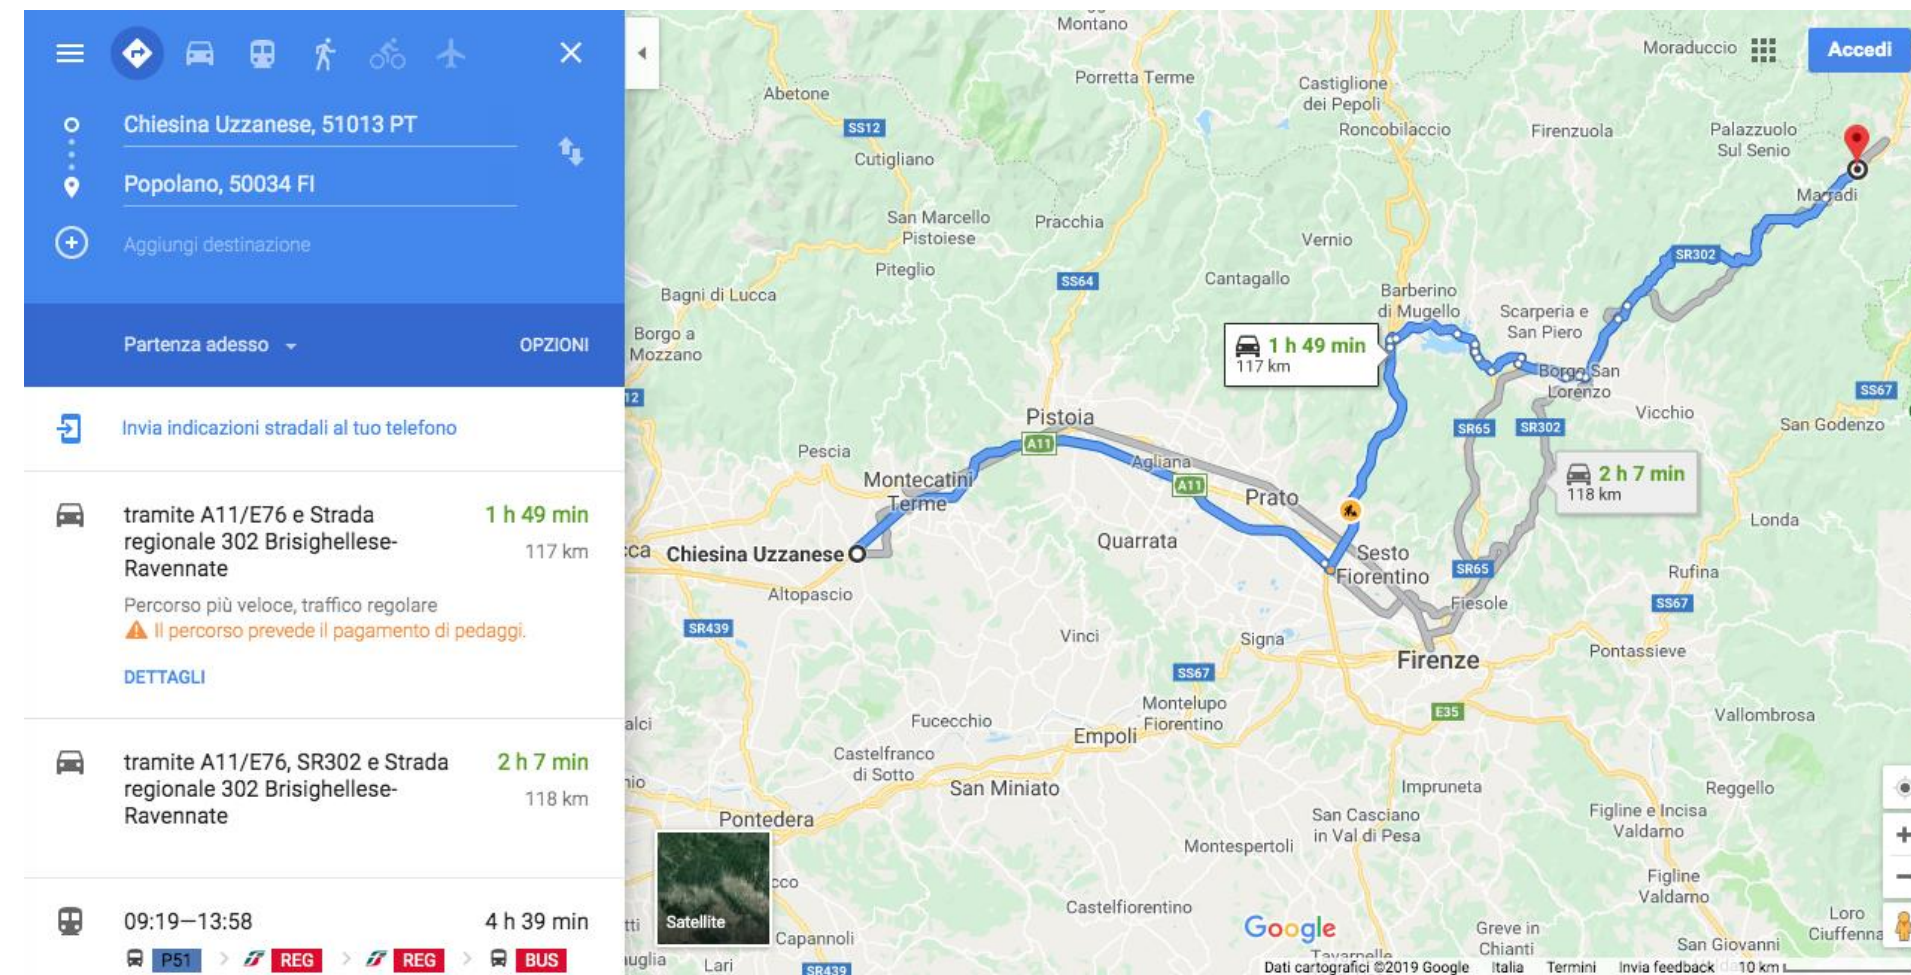 Chiesina Uzzanese, 51013 PT
Popolano, 50034 FI
Aggiungi destinazione
Partenza adesso
OPZIONI
Invia indicazioni stradali al tuo telefono
tramite A11/E76 e Strada
regionale 302 Brisighellese-
Ravennate
1 h 49 min
117 km
Percorso più veloce, traffico regolare
Il percorso prevede il pagamento di pedaggi.
DETTAGLI
tramite A11/E76, SR302 e Strada
regionale 302 Brisighellese-
Ravennate
2 h 7 min
118 km
09:19—13:58
4 h 39 min
P51 > REG > REG > BUS
Montano
Moraduccio
Accedi
Porretta Terme
Castiglione
dei Pepoli
Abetone
SS12
Roncobilaccio
Firenzuola
Palazzuolo
Sul Senio
Cutigliano
Marradi
San Marcello
Pistoiese
Pracchia
Vernio
SR302
Piteglio
SS64
Cantagallo
Bagni di Lucca
Barberino
di Mugello
Scarperia e
San Piero
Borgo a
Mozzano
1 h 49 min
117 km
Borgo San
Lorenzo
12
SS67
Pistoia
Vicchio
San Godenzo
A11
SR65
SR302
Pescia
Agliana
2 h 7 min
118 km
Montecatini
Terme
A11
Prato
Londa
Quarrata
cca
Chiesina Uzzanese
Sesto
Fiorentino
SR65
Rufina
Altopascio
Fiesole
SS67
SR439
Vinci
Signa
Pontassieve
Firenze
SS67
Montelupo
Fiorentino
E35
Vallombrosa
alci
Fucecchio
Empoli
Castelfranco
di Sotto
nio
San Miniato
Impruneta
Reggello
Pontedera
San Casciano
in Val di Pesa
Figline e Incisa
Valdarno
Montespertoli
Figline
Valdarno
cco
Castelfiorentino
Satellite
tti
Google
Greve in
Chianti
Loro
Ciuffenna
Capannoli
San Giovanni
Tavarnelle
uglia
Lari
SR439
Dati cartografici ©2019 Google
Italia
Termini
Invia feedback
10 km